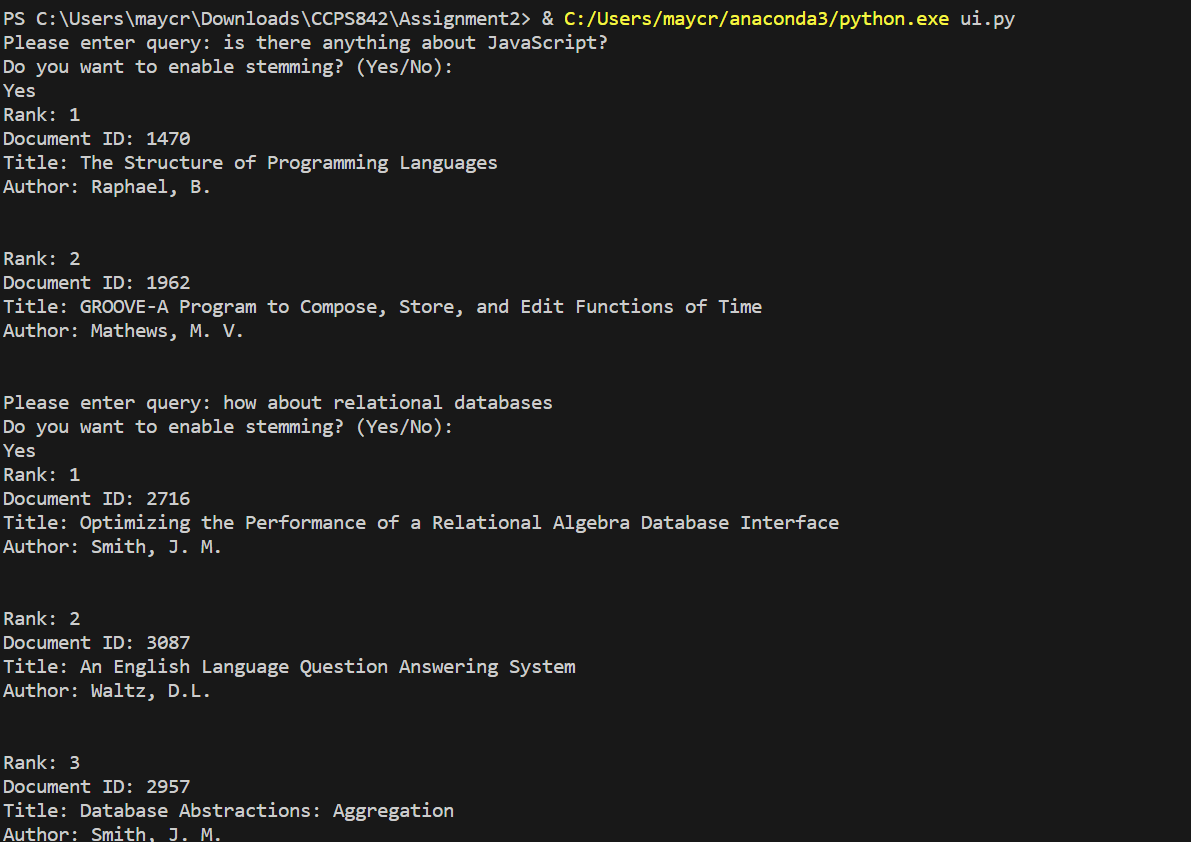 PS C:\Users\maycr\Downloads\CCPS842\Assignment2> & C:/Users/maycr/anaconda3/python.exe ui.py
Please enter query: is there anything about JavaScript?
Do you want to enable stemming? (Yes/No):
Yes
Rank: 1
Document ID: 1470
Title: The Structure of Programming Languages
Author: Raphael, B.
Rank: 2
Document ID: 1962
Title: GROOVE-A Program to Compose, Store, and Edit Functions of Time
Author: Mathews, M. V.
Please enter query: how about relational databases
Do you want to enable stemming? (Yes/No):
Yes
Rank: 1
Document ID: 2716
Title: Optimizing the Performance of a Relational Algebra Database Interface
Author: Smith, J. M.
Rank: 2
Document ID: 3087
Title: An English Language Question Answering System
Author: Waltz, D.L.
Rank: 3
Document ID: 2957
Title: Database Abstractions: Aggregation
Author: Smith, J. M.